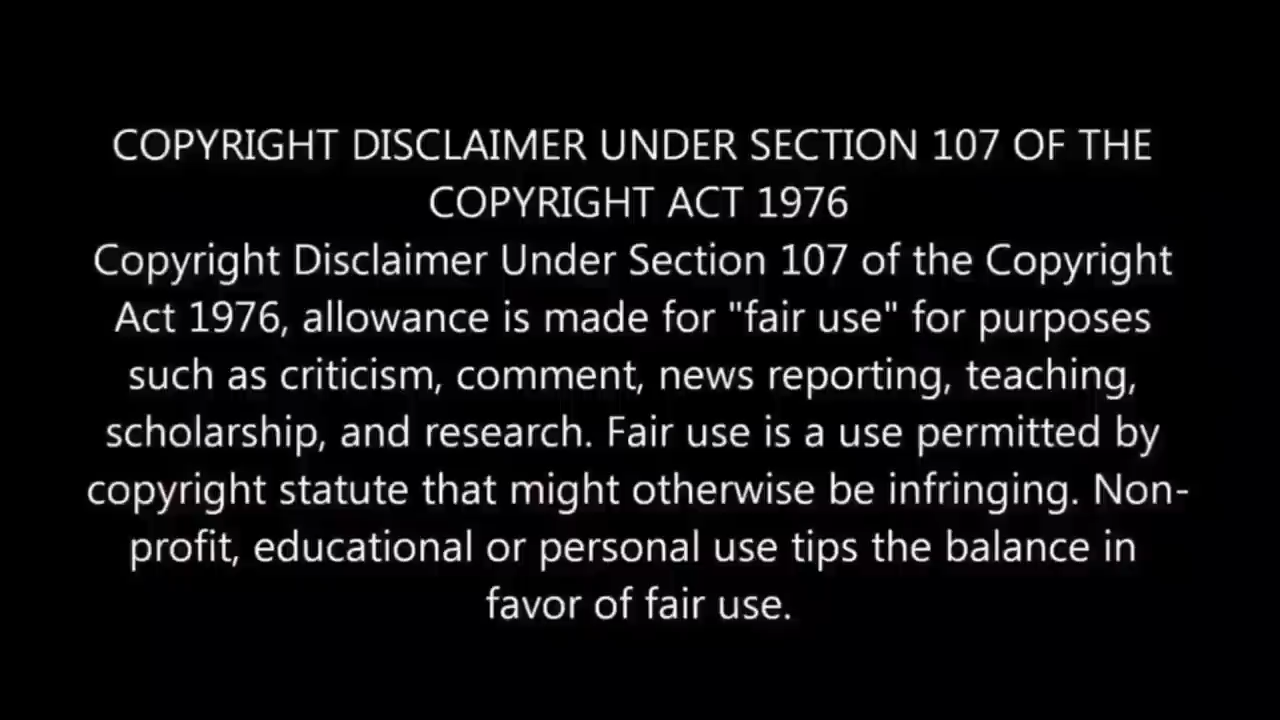 COPYRIGHT DISCLAIMER UNDER SECTION 107 OF THE
COPYRIGHT ACT 1976
Copyright Disclaimer Under Section 107 of the Copyright
Act 1976, allowance is made for "fair use" for purposes
such as criticism, comment, news reporting, teaching,
scholarship, and research. Fair use is a use permitted by
copyright statute that might otherwise be infringing. Non-
profit, educational or personal use tips the balance in
favor of fair use.